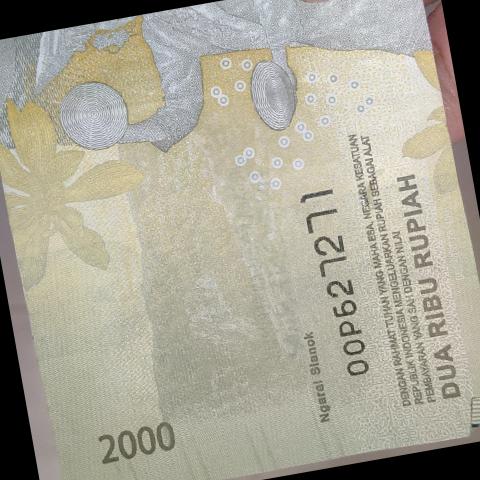 Ngarai Sianok
OOP627271
DENGAN RAHMAT TUHAN YANG MAHA ESA, NEGARA KESATUAN
REPUBLIK INDONESIA MENGELUARKAN RUPIAH SEBAGAI ALAT
PEMBAYARAN YANG SAH DENGAN NILAI
DUA RIBU RUPIAH
2000